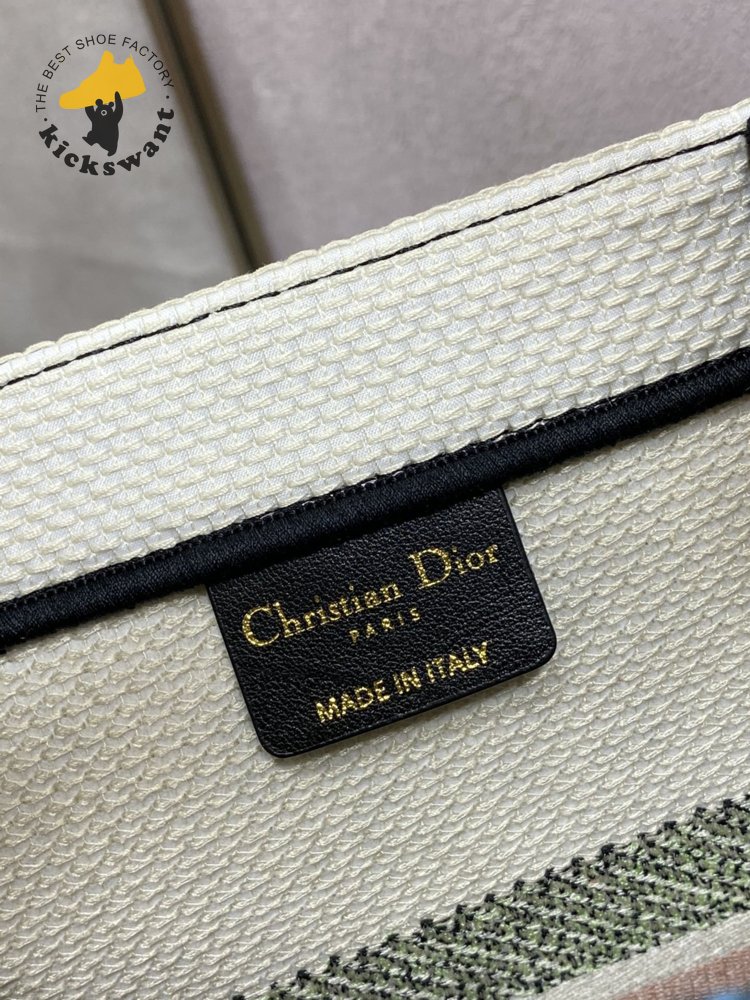 THE BEST SHOE FACTORY
kickswant
Christian Dior
PARIS
MADE IN ITALY